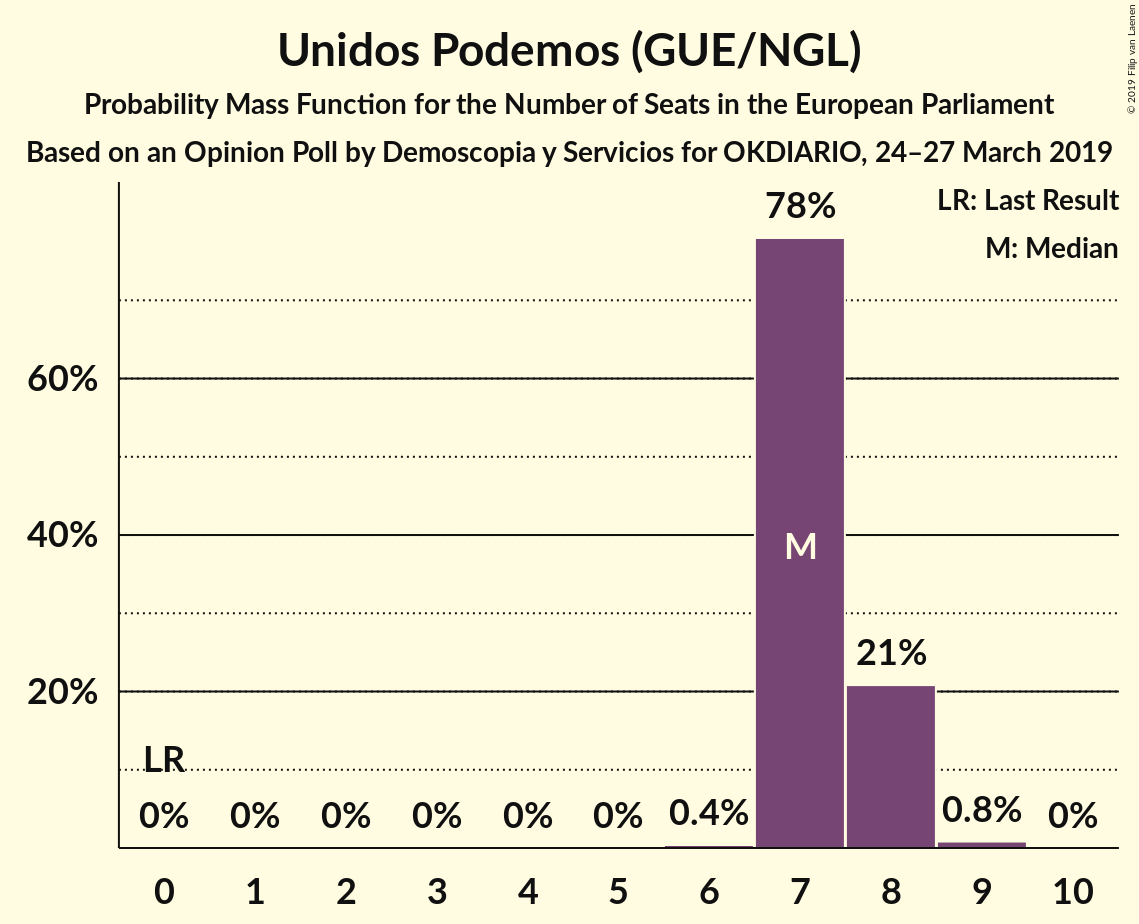 Unidos Podemos (GUE/NGL)
Probability Mass Function for the Number of Seats in the European Parliament
Based on an Opinion Poll by Demoscopia y Servicios for OKDIARIO, 24–27 March 2019
© 2019 Filip van Laenen
LR: Last Result
M: Median
78%
60%
40%
M
21%
20%
LR
0% 0% 0% 0% 0% 0% 0.4% 0.8% 0%
0 1 2 3 4 5 6 7 8 9 10